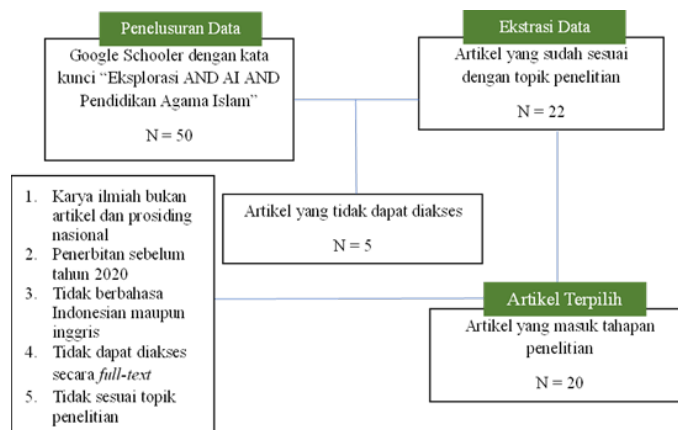 Penelusuran Data
Google Schooler dengan kata
kunci “Eksplorasi AND AI AND
Pendidikan Agama Islam”
N = 50
Ekstrasi Data
Artikel yang sudah sesuai
dengan topik penelitian
N = 22
Artikel yang tidak dapat diakses
N = 5
1. Karya ilmiah bukan
artikel dan prosiding
nasional
2. Penerbitan sebelum
tahun 2020
3. Tidak berbahasa
Indonesian maupun
inggris
4. Tidak dapat diakses
secara full-text
5. Tidak sesuai topik
penelitian
Artikel Terpilih
Artikel yang masuk tahapan
penelitian
N = 20